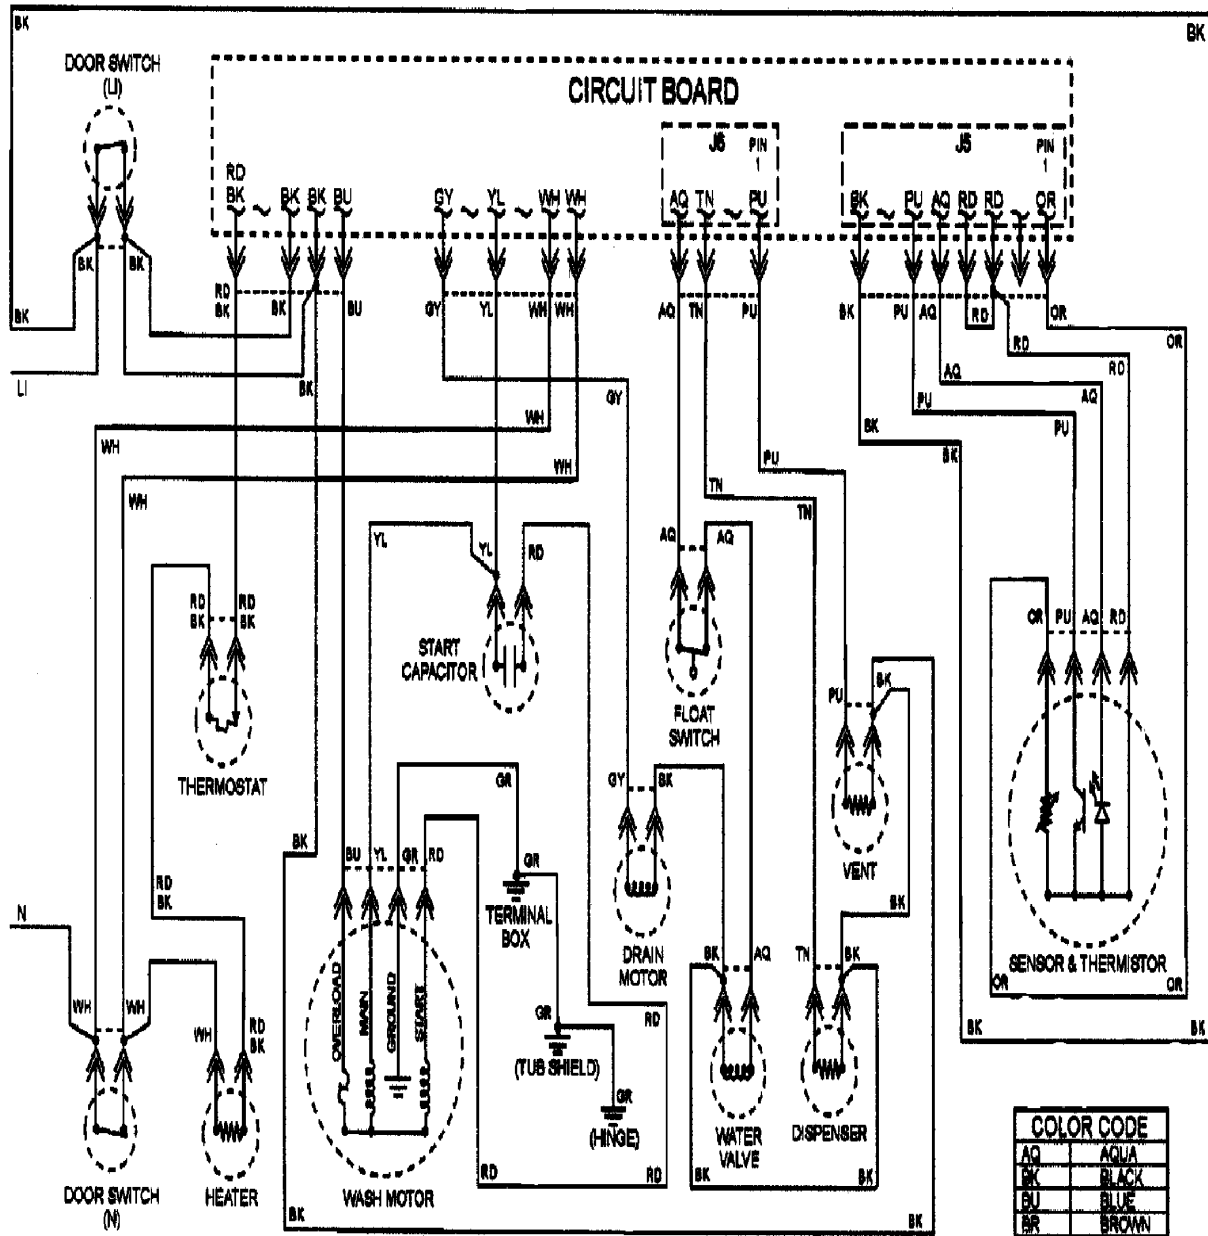 BK
BK
DOOR SWITCH
(LI)
CIRCUIT BOARD
J6 PIN 1
J5 PIN 1
RD
BK BK BK BU GY YL WH WH AQ TN PU BK PU AQ RD RD OR
BK BK
RD
BK BK BU GY YL WH WH AQ TN PU BK PU AQ RD OR
BK
RD OR
LI BK GY AQ RD
AQ
WH WH PU PU BK BK
WH WH PU
TN TN
YL YL RD AQ AQ
RD RD
BK BK
START
CAPACITOR
OR PU AQ RD
THERMOSTAT
FLOAT
SWITCH
PU BK
GR GY BK
BK
BU YL GR RD
GR
VENT
RD
BK
BK
N
TERMINAL
BOX
DRAIN
MOTOR
SENSOR & THERMISTOR
BK AQ TN BK
OR OR
WH WH
OVERLOAD
MAIN
GROUND
START
GR RD
WH RD
BK
BK BK
(TUB SHIELD)
GR
(HINGE)
WATER
VALVE
DISPENSER
BK BK
RD RD
DOOR SWITCH
(N)
HEATER
WASH MOTOR
BK BK
COLOR CODE
AQ AQUA
BK BLACK
BU BLUE
BR BROWN